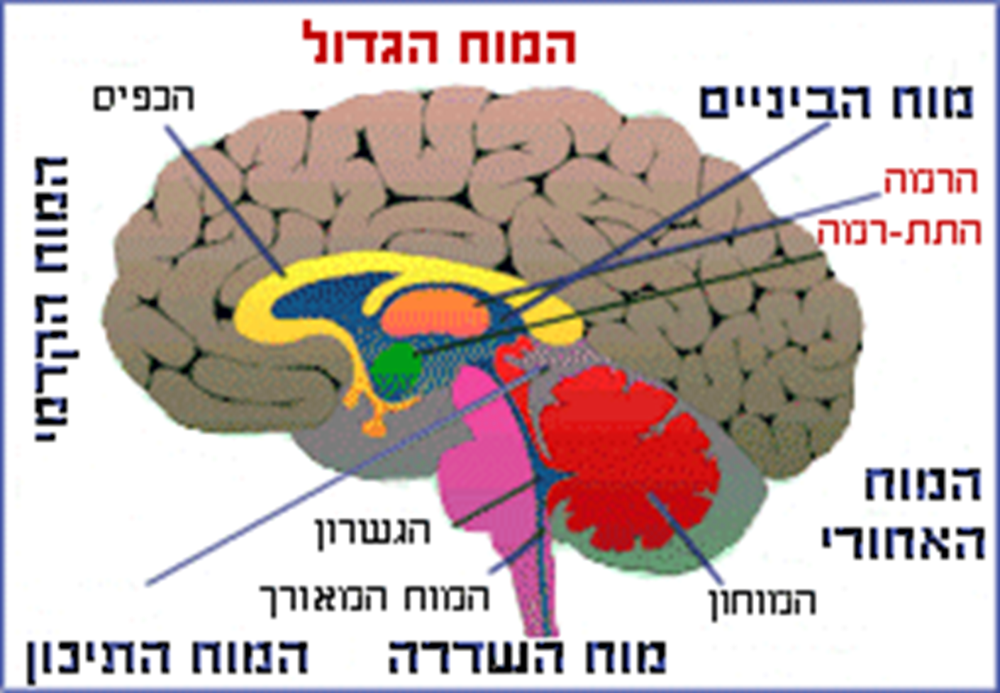 המוח הגדול
מוח הביניים
הכפיס
הרמה
התת-רמה
המוח הקדמי
המוח
האחורי
הגשרון
המוח המאורך
המוחון
מוח השדרה
המוח התיכון